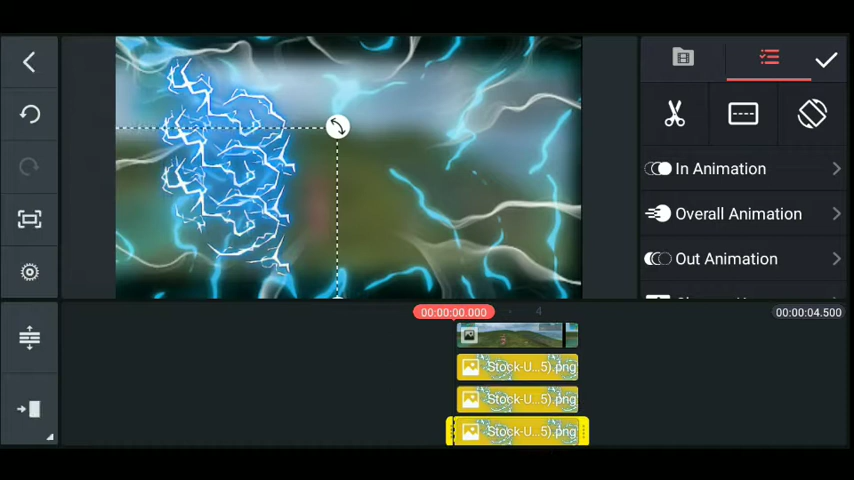 In Animation
Overall Animation
Out Animation
00:00:00.000
4
00:00:04.500
Stock-U...5).png
Stock-U...5).png
Stock-U...5).png